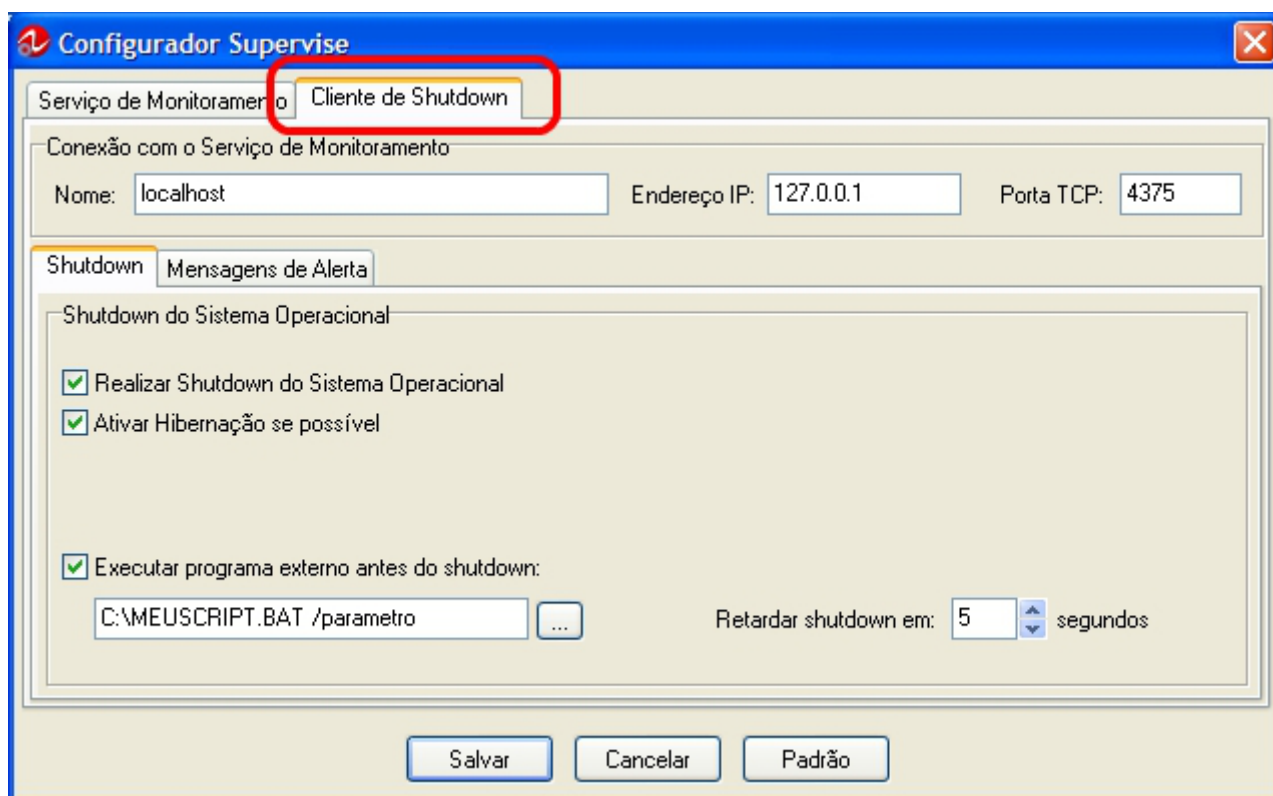 Configurador Supervise
Serviço de Monitoramento Cliente de Shutdown
Conexão com o Serviço de Monitoramento
Nome: localhost Endereço IP: 127.0.0.1 Porta TCP: 4375
Shutdown Mensagens de Alerta
Shutdown do Sistema Operacional
Realizar Shutdown do Sistema Operacional
Ativar Hibernação se possível
Executar programa externo antes do shutdown:
C:\MEUSCRIPT.BAT /parametro ... Retardar shutdown em: 5 segundos
Salvar Cancelar Padrão